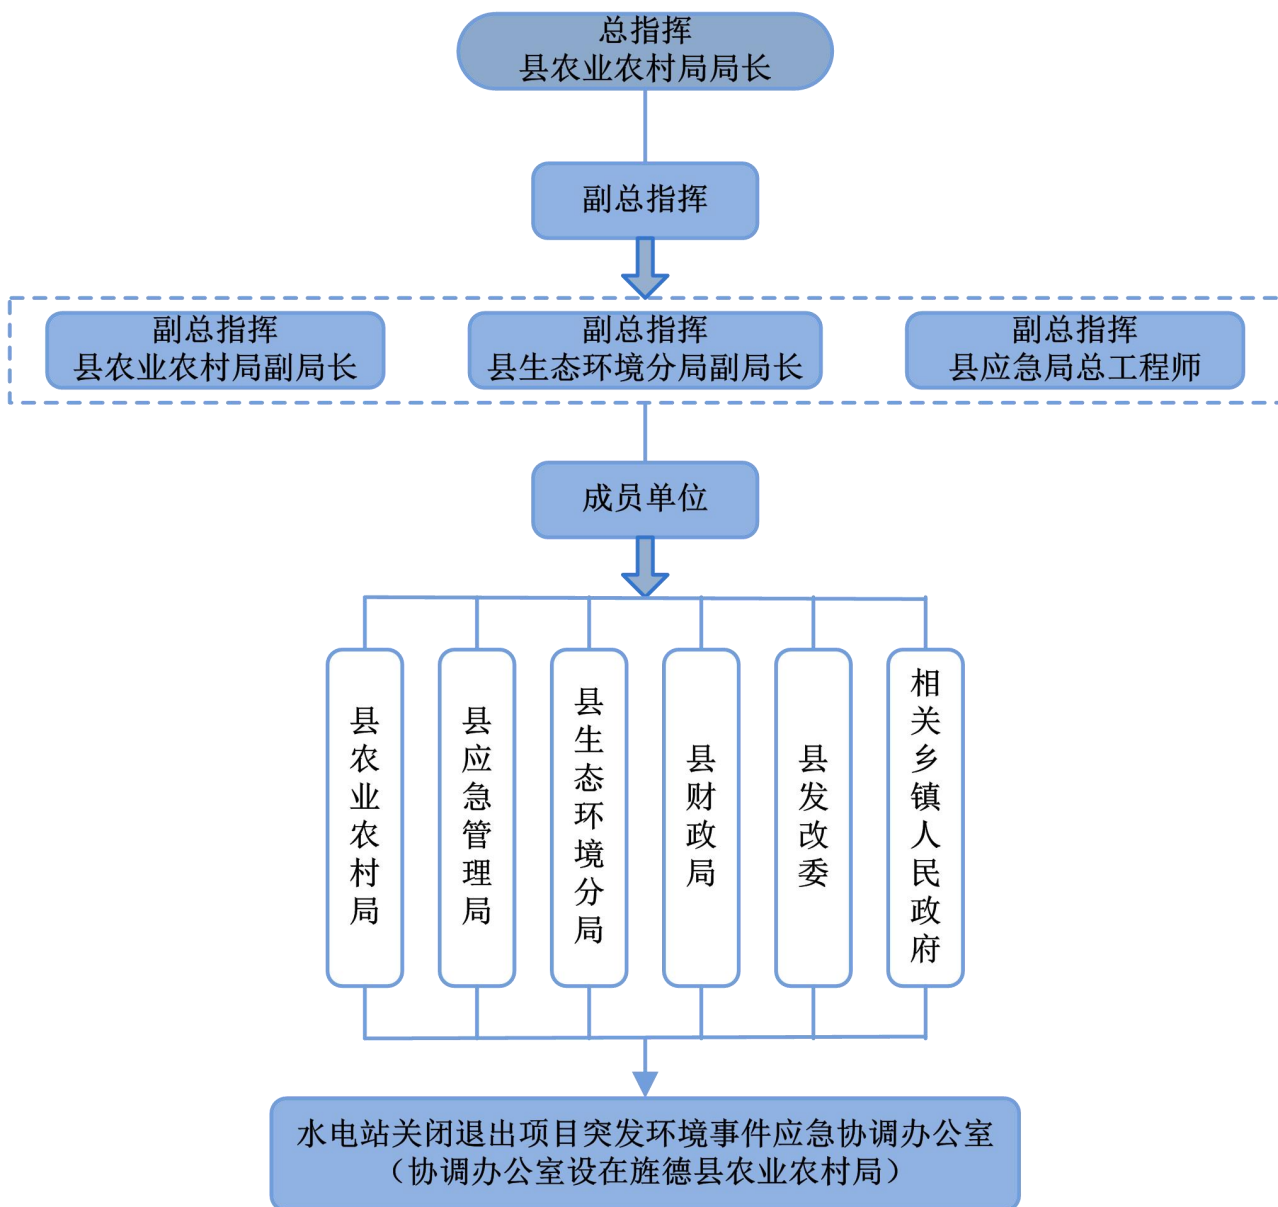 总指挥
县农业农村局局长
副总指挥
副总指挥
县农业农村局副局长
副总指挥
县生态环境分局副局长
副总指挥
县应急局总工程师
成员单位
县农业农村局
县应急管理局
县生态环境分局
县财政局
县发改委
相关乡镇人民政府
水电站关闭退出项目突发环境事件应急协调办公室
（协调办公室设在旌德县农业农村局）